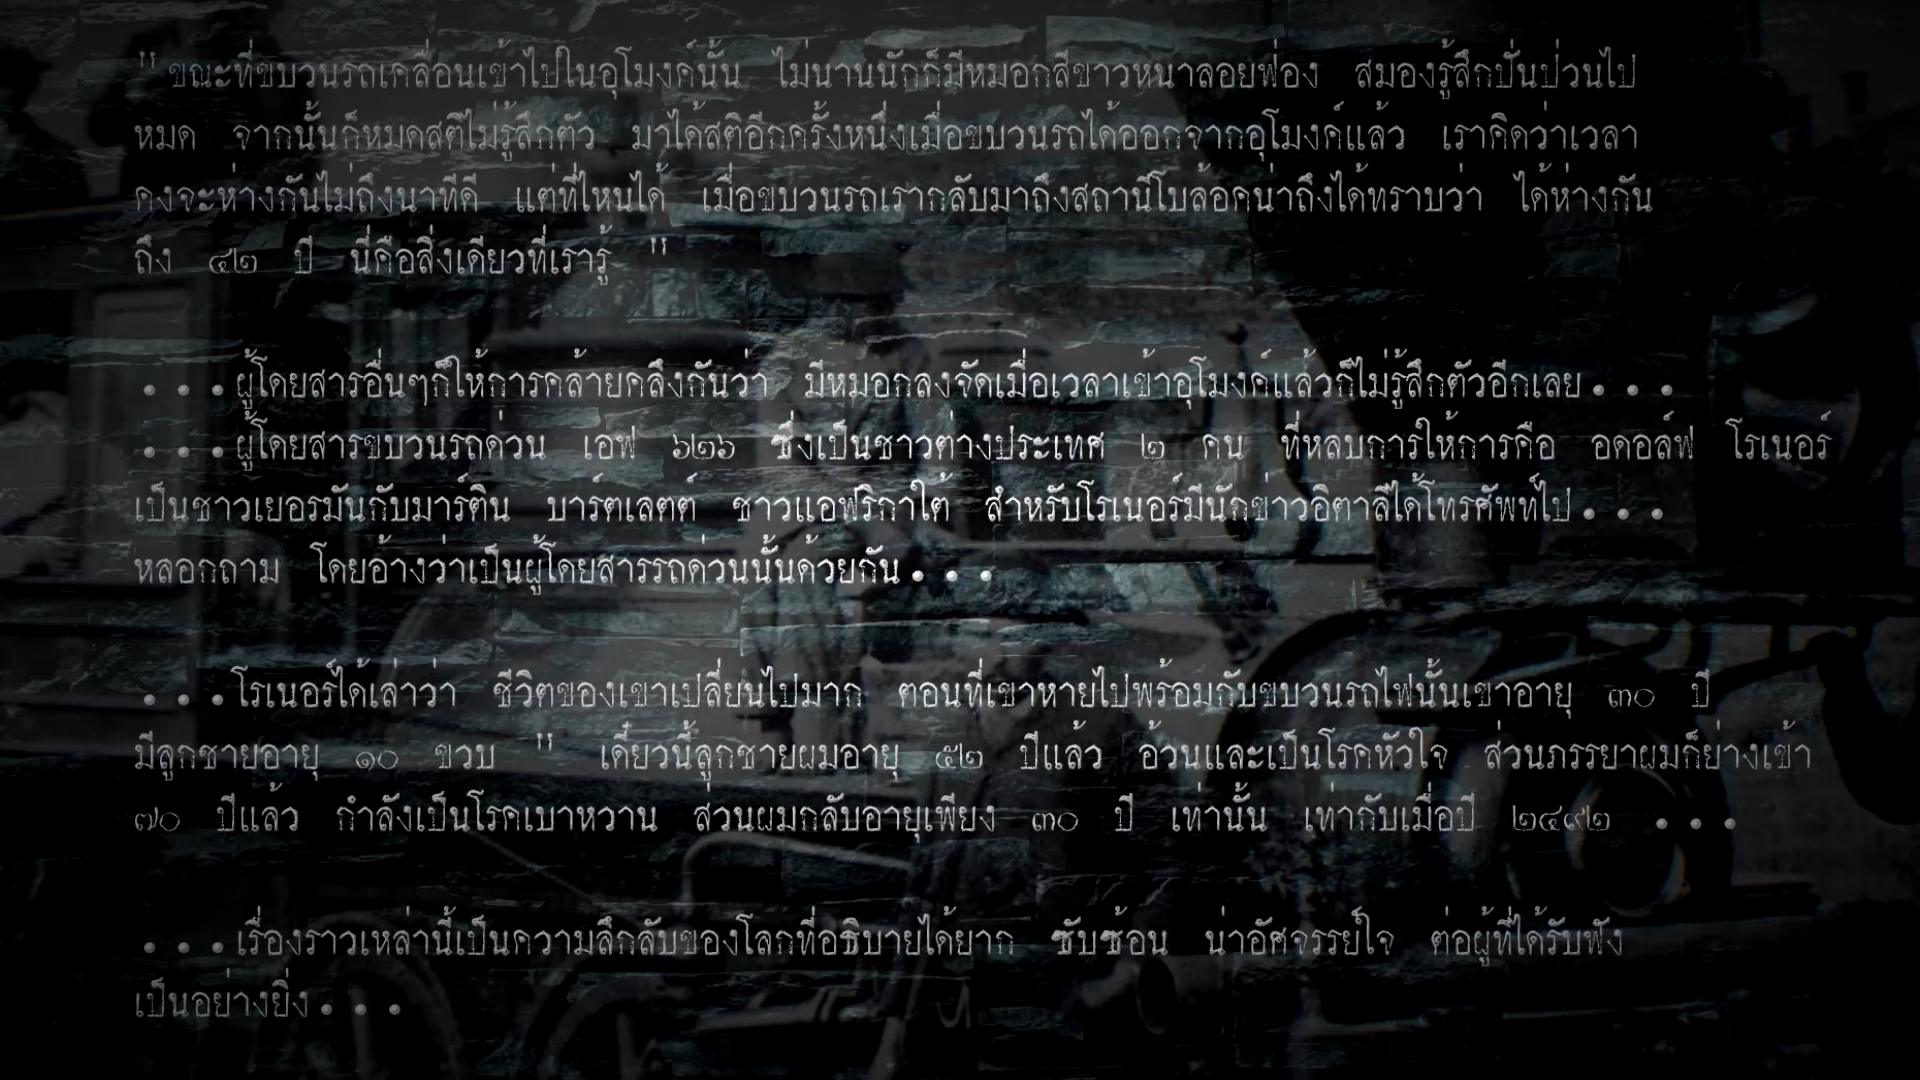 " ขณะที่ขบวนรถเคลื่อนเข้าไปในอุโมงค์นั้น ไม่นานนักก็มีหมอกสีขาวหนาลอยฟ่อง สมองรู้สึกปั่นป่วนไป
หมด จากนั้นก็หมดสติไม่รู้สึกตัว มาได้สติอีกครั้งหนึ่งเมื่อขบวนรถได้ออกจากอุโมงค์แล้ว เราคิดว่าเวลา
คงจะห่างกันไม่ถึงนาทีดี แต่ที่ไหนได้ เมื่อขบวนรถเรากลับมาถึงสถานีโบล้อคน่าถึงได้ทราบว่า ได้ห่างกัน
ถึง ๔๒ ปี นี่คือสิ่งเดียวที่เรารู้ "
...ผู้โดยสารอื่นๆก็ให้การคล้ายคลึงกันว่า มีหมอกลงจัดเมื่อเวลาเข้าอุโมงค์แล้วก็ไม่รู้สึกตัวอีกเลย...
...ผู้โดยสารขบวนรถด่วน เอฟ ๖๒๖ ซึ่งเป็นชาวต่างประเทศ ๒ คน ที่หลบการให้การคือ อดอล์ฟ โรเนอร์
เป็นชาวเยอรมันกับมาร์ติน บาร์ตเลตต์ ชาวแอฟริกาใต้ สำหรับโรเนอร์มีนักข่าวอิตาลีได้โทรศัพท์ไป...
หลอกถาม โดยอ้างว่าเป็นผู้โดยสารรถด่วนนั้นด้วยกัน...
...โรเนอร์ได้เล่าว่า ชีวิตของเขาเปลี่ยนไปมาก ตอนที่เขาหายไปพร้อมกับขบวนรถไฟนั้นเขาอายุ ๓๐ ปี
มีลูกชายอายุ ๑๐ ขวบ " เดี๋ยวนี้ลูกชายผมอายุ ๕๒ ปีแล้ว อ้วนและเป็นโรคหัวใจ ส่วนภรรยาผมก็ย่างเข้า
๗๐ ปีแล้ว กำลังเป็นโรคเบาหวาน ส่วนผมกลับอายุเพียง ๓๐ ปี เท่านั้น เท่ากับเมื่อปี ๒๔๙๒ ...
...เรื่องราวเหล่านี้เป็นความลึกลับของโลกที่อธิบายได้ยาก ซับซ้อน น่าอัศจรรย์ใจ ต่อผู้ที่ได้รับฟัง
เป็นอย่างยิ่ง...